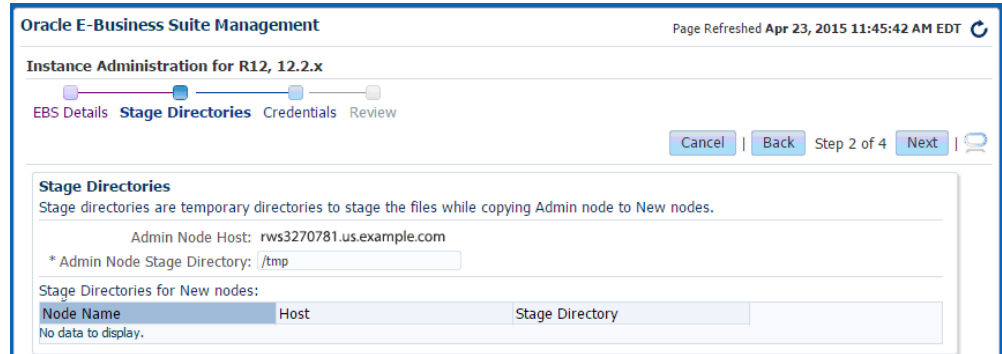 Oracle E-Business Suite Management
Page Refreshed Apr 23, 2015 11:45:42 AM EDT
Instance Administration for R12, 12.2.x
EBS Details Stage Directories Credentials Review
Cancel | Back Step 2 of 4 Next |
Stage Directories
Stage directories are temporary directories to stage the files while copying Admin node to New nodes.
Admin Node Host: rws3270781.us.example.com
* Admin Node Stage Directory: /tmp
Stage Directories for New nodes:
Node Name Host Stage Directory
No data to display.